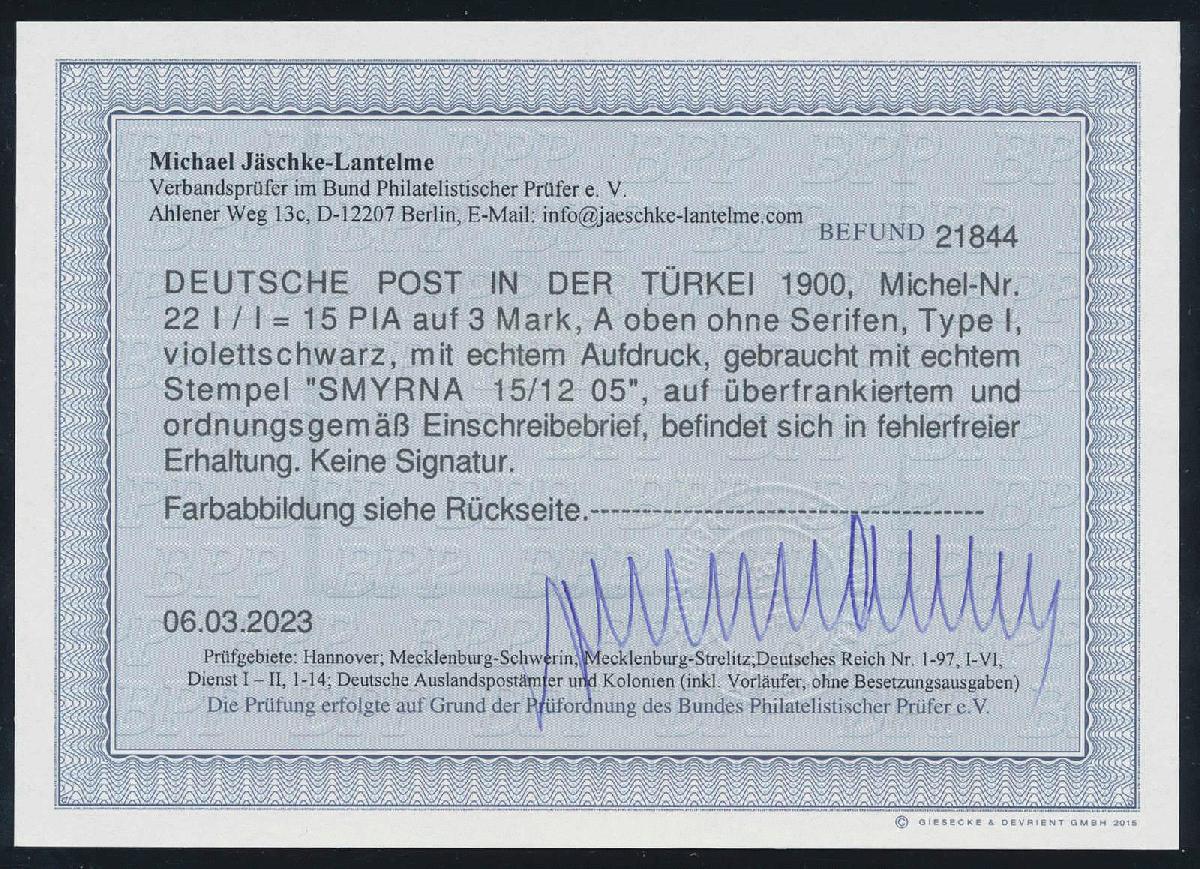 Michael Jäschke-Lantelme
Verbandsprüfer im Bund Philatelistischer Prüfer e. V.
Ahlener Weg 13c, D-12207 Berlin, E-Mail: info@jaeschke-lantelme.com
BEFUND 21844
DEUTSCHE POST IN DER TÜRKEI 1900, Michel-Nr.
22 I / I = 15 PIA auf 3 Mark, A oben ohne Serifen, Type I,
violettschwarz, mit echtem Aufdruck, gebraucht mit echtem
Stempel "SMYRNA 15/12 05", auf überfrankiertem und
ordnungsgemäß Einschreibebrief, befindet sich in fehlerfreier
Erhaltung. Keine Signatur.
Farbabbildung siehe Rückseite.------------------------------------
06.03.2023
Prüfgebiete: Hannover; Mecklenburg-Schwerin, Mecklenburg-Strelitz;Deutsches Reich Nr. 1-97, I-VI,
Dienst I – II, 1-14; Deutsche Auslandspostämter und Kolonien (inkl. Vorläufer, ohne Besetzungsausgaben)
Die Prüfung erfolgte auf Grund der Prüfordnung des Bundes Philatelistischer Prüfer e.V.
© GIESECKE & DEVRIENT GMBH 2015